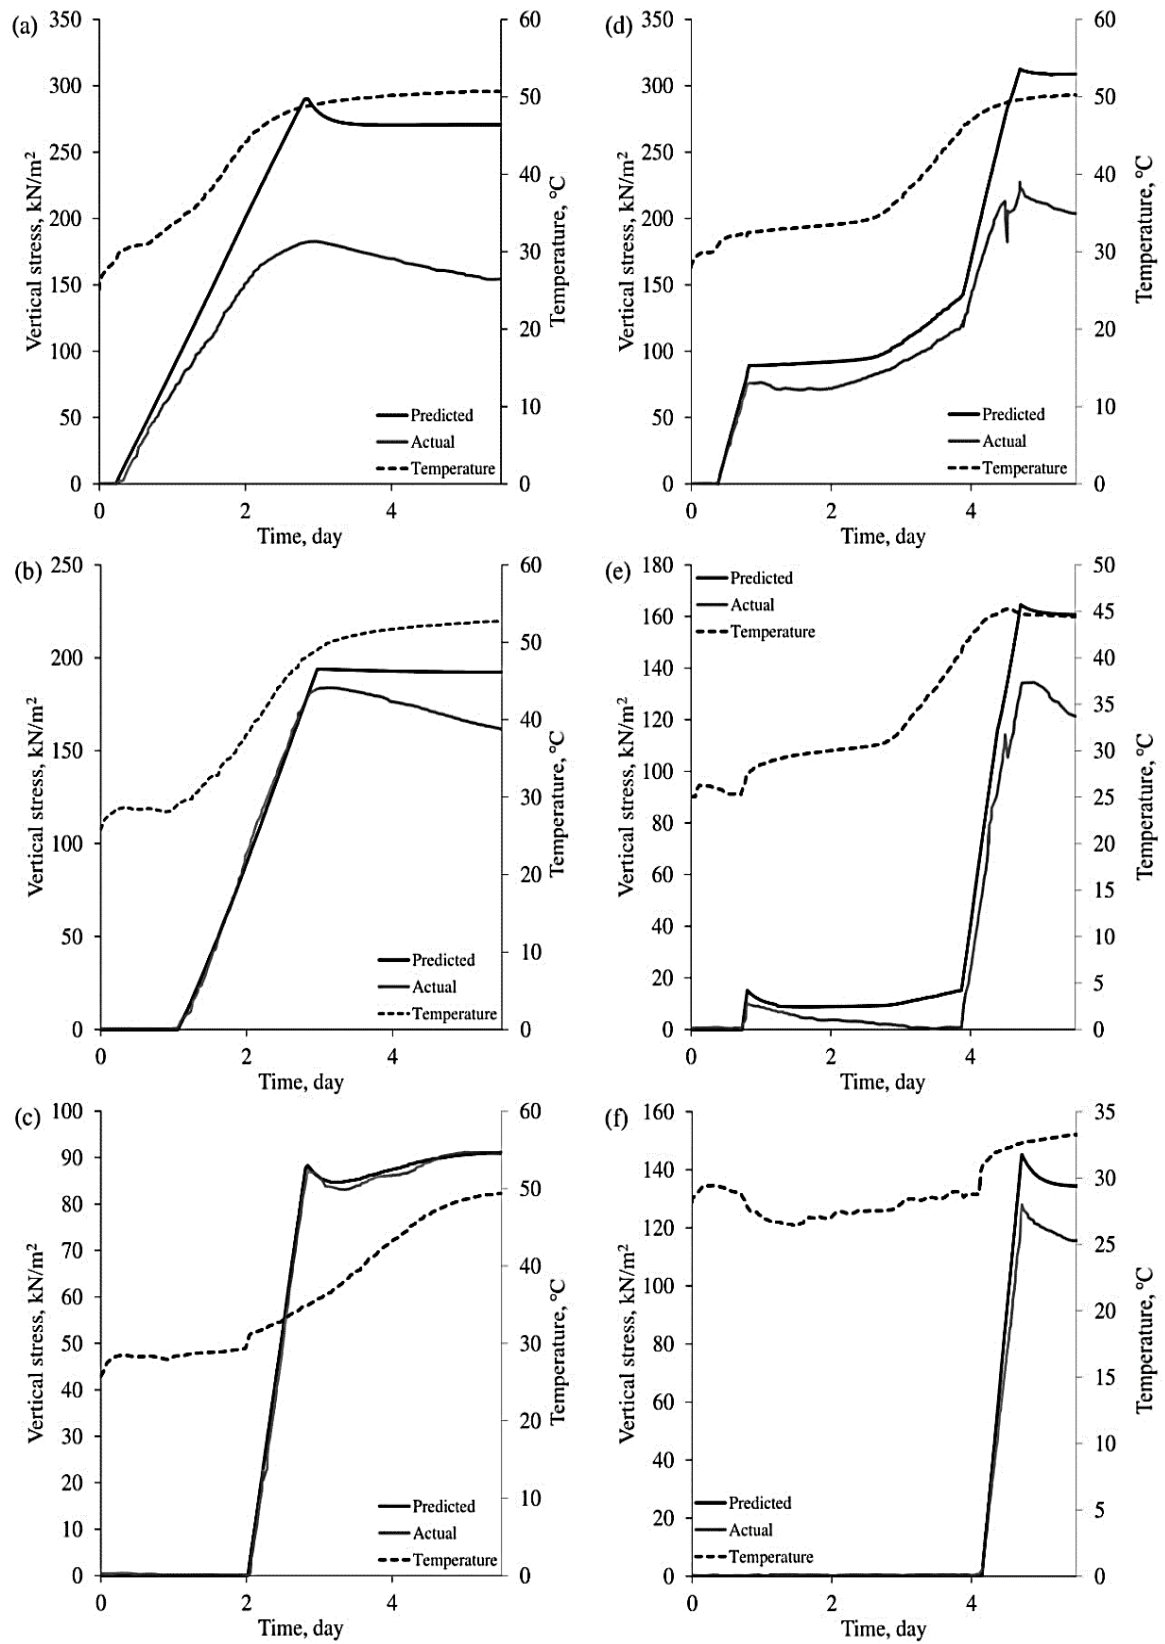 (a)
350
300
250
200
150
100
50
0
Vertical stress, kN/m²
60
50
40
30
20
10
0
Temperature, °C
Predicted
Actual
Temperature
0 2 4
Time, day
(d)
350
300
250
200
150
100
50
0
Vertical stress, kN/m²
60
50
40
30
20
10
0
Temperature, °C
Predicted
Actual
Temperature
0 2 4
Time, day
(b)
250
200
150
100
50
0
Vertical stress, kN/m²
60
50
40
30
20
10
0
Temperature, °C
Predicted
Actual
Temperature
0 2 4
Time, day
(e)
180
160
140
120
100
80
60
40
20
0
Vertical stress, kN/m²
50
45
40
35
30
25
20
15
10
5
0
Temperature, °C
Predicted
Actual
Temperature
0 2 4
Time, day
(c)
100
90
80
70
60
50
40
30
20
10
0
Vertical stress, kN/m²
60
50
40
30
20
10
0
Temperature, °C
Predicted
Actual
Temperature
0 2 4
Time, day
(f)
160
140
120
100
80
60
40
20
0
Vertical stress, kN/m²
35
30
25
20
15
10
5
0
Temperature, °C
Predicted
Actual
Temperature
0 2 4
Time, day